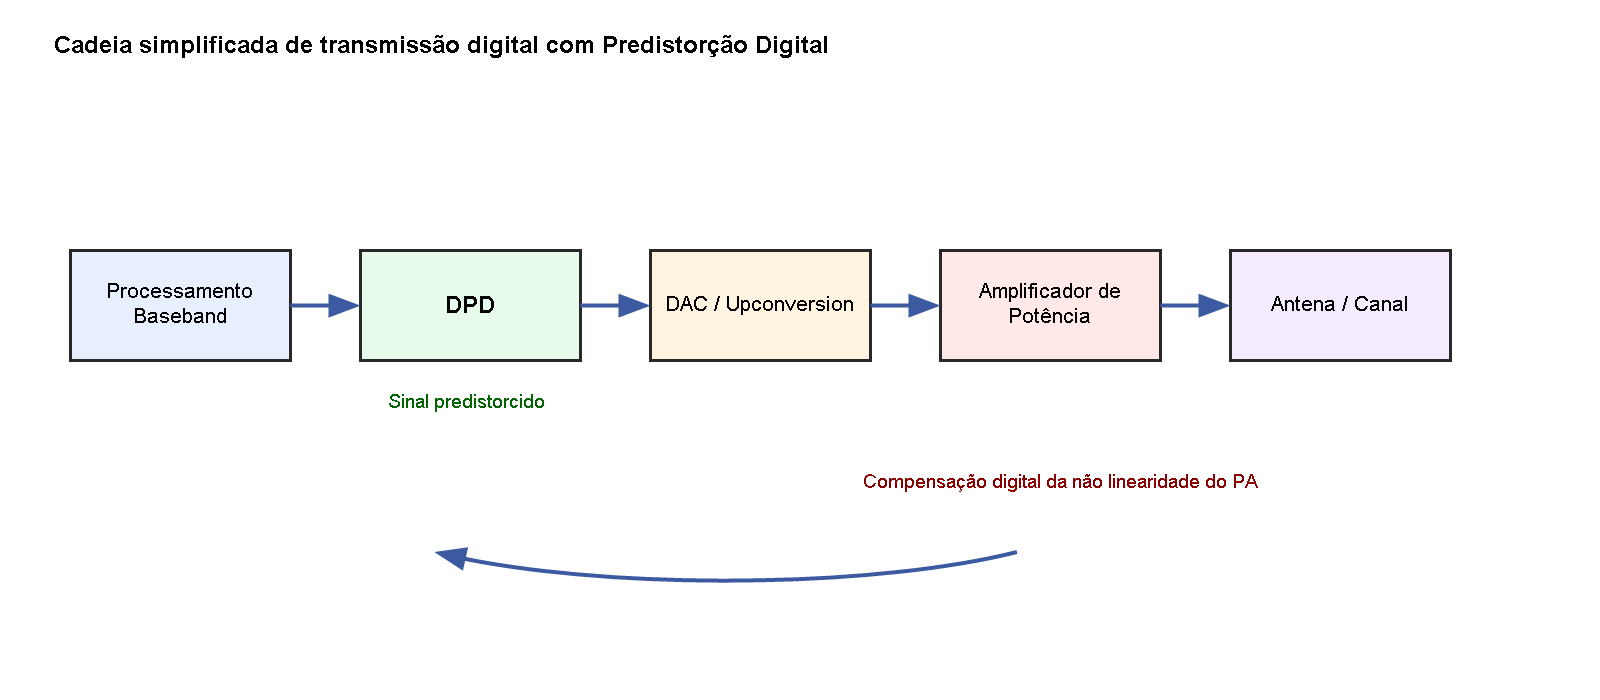 Cadeia simplificada de transmissão digital com Predistorção Digital
Processamento
Baseband
DPD
DAC / Upconversion
Amplificador de
Potência
Antena / Canal
Sinal predistorcido
Compensação digital da não linearidade do PA